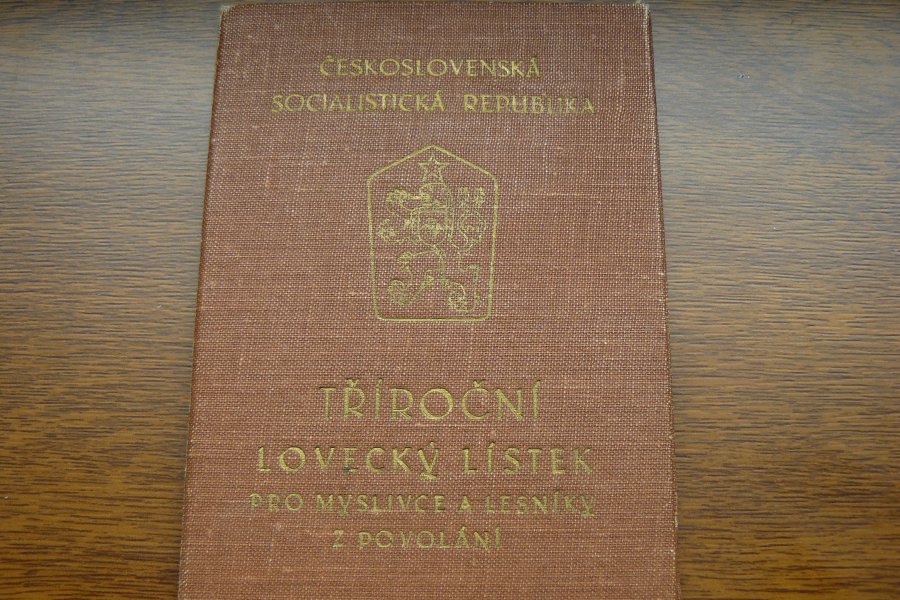 ČESKOSLOVENSKÁ
SOCIALISTICKÁ REPUBLIKA
TŘÍROČNÍ
LOVECKÝ LÍSTEK
PRO MYSLIVCE A LESNÍKY
Z POVOLÁNÍ